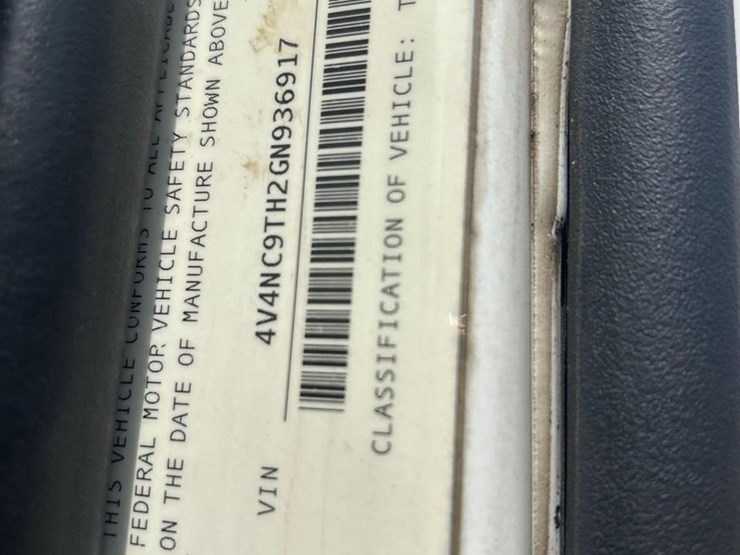 THIS VEHICLE CONFORMS TO ALL APPLICABLE
FEDERAL MOTOR VEHICLE SAFETY STANDARDS
ON THE DATE OF MANUFACTURE SHOWN ABOVE
VIN 4V4NC9TH2GN936917
CLASSIFICATION OF VEHICLE: T